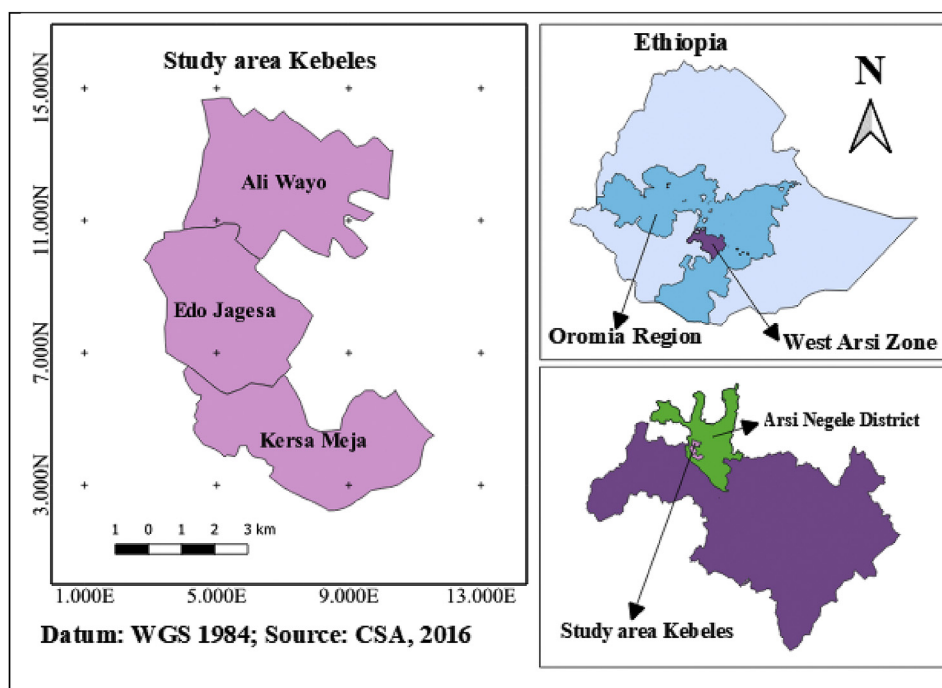 Study area Kebeles
15.000N
11.000N
7.000N
3.000N
Ali Wayo
Edo Jagesa
Kersa Meja
1 0 1 2 3 km
1.000E 5.000E 9.000E 13.000E
Datum: WGS 1984; Source: CSA, 2016
Ethiopia
N
Oromia Region
West Arsi Zone
Arsi Negele District
Study area Kebeles